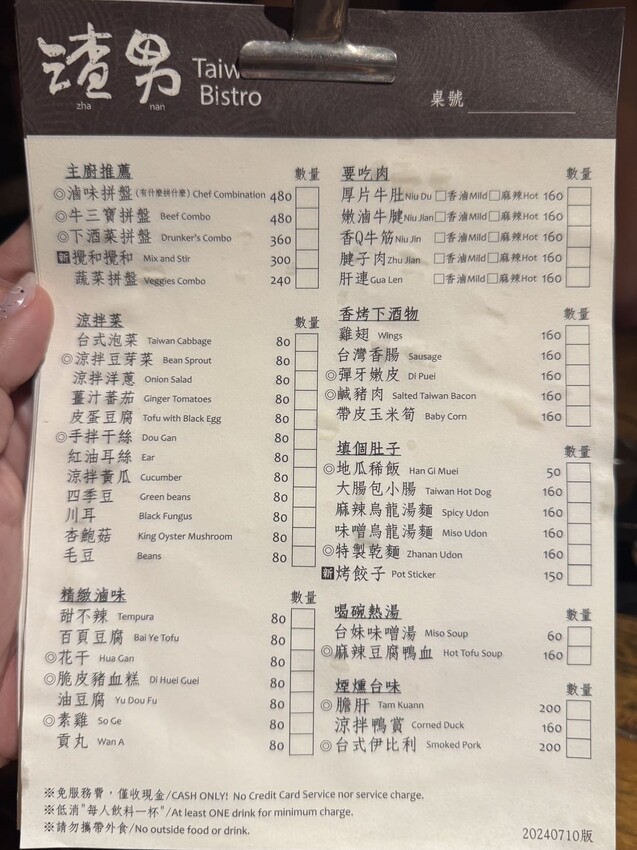 渣男
zha nan
Taiw
Bistro
桌號
主廚推薦 數量
◎滷味拼盤(有什麼拼什麼) Chef Combination 480
◎牛三寶拼盤 Beef Combo 480
◎下酒菜拼盤 Drunker's Combo 360
新 攪和攪和 Mix and Stir 300
蔬菜拼盤 Veggies Combo 240
涼拌菜 數量
台式泡菜 Taiwan Cabbage 80
◎涼拌豆芽菜 Bean Sprout 80
涼拌洋蔥 Onion Salad 80
薑汁蕃茄 Ginger Tomatoes 80
皮蛋豆腐 Tofu with Black Egg 80
◎手拌干絲 Dou Gan 80
紅油耳絲 Ear 80
涼拌黃瓜 Cucumber 80
四季豆 Green beans 80
川耳 Black Fungus 80
杏鮑菇 King Oyster Mushroom 80
毛豆 Beans 80
精緻滷味 數量
甜不辣 Tempura 80
百頁豆腐 Bai Ye Tofu 80
◎花干 Hua Gan 80
◎脆皮豬血糕 Di Huei Guei 80
油豆腐 Yu Dou Fu 80
◎素雞 So Ge 80
貢丸 Wan A 80
要吃肉 數量
厚片牛肚 Niu Du □香滷Mild □麻辣Hot 160
嫩滷牛腱 Niu Jian □香滷Mild □麻辣Hot 160
香Q牛筋 Niu Jin □香滷Mild □麻辣Hot 160
腱子肉 Zhu Jian □香滷Mild □麻辣Hot 160
肝連 Gua Len □香滷Mild □麻辣Hot 160
香烤下酒物 數量
雞翅 Wings 160
台灣香腸 Sausage 160
◎彈牙嫩皮 Di Puei 160
◎鹹豬肉 Salted Taiwan Bacon 160
帶皮玉米筍 Baby Corn 160
填個肚子 數量
◎地瓜稀飯 Han Gi Muei 50
大腸包小腸 Taiwan Hot Dog 160
麻辣烏龍湯麵 Spicy Udon 160
味噌烏龍湯麵 Miso Udon 160
◎特製乾麵 Zhanan Udon 160
新 烤餃子 Pot Sticker 150
喝碗熱湯 數量
台妹味噌湯 Miso Soup 60
◎麻辣豆腐鴨血 Hot Tofu Soup 160
煙燻台味 數量
◎膽肝 Tam Kuann 200
涼拌鴨賞 Corned Duck 160
◎台式伊比利 Smoked Pork 200
※免服務費，僅收現金/CASH ONLY! No Credit Card Service nor service charge.
※低消"每人飲料一杯"/At least ONE drink for minimum charge.
※請勿攜帶外食/No outside food or drink.
20240710版